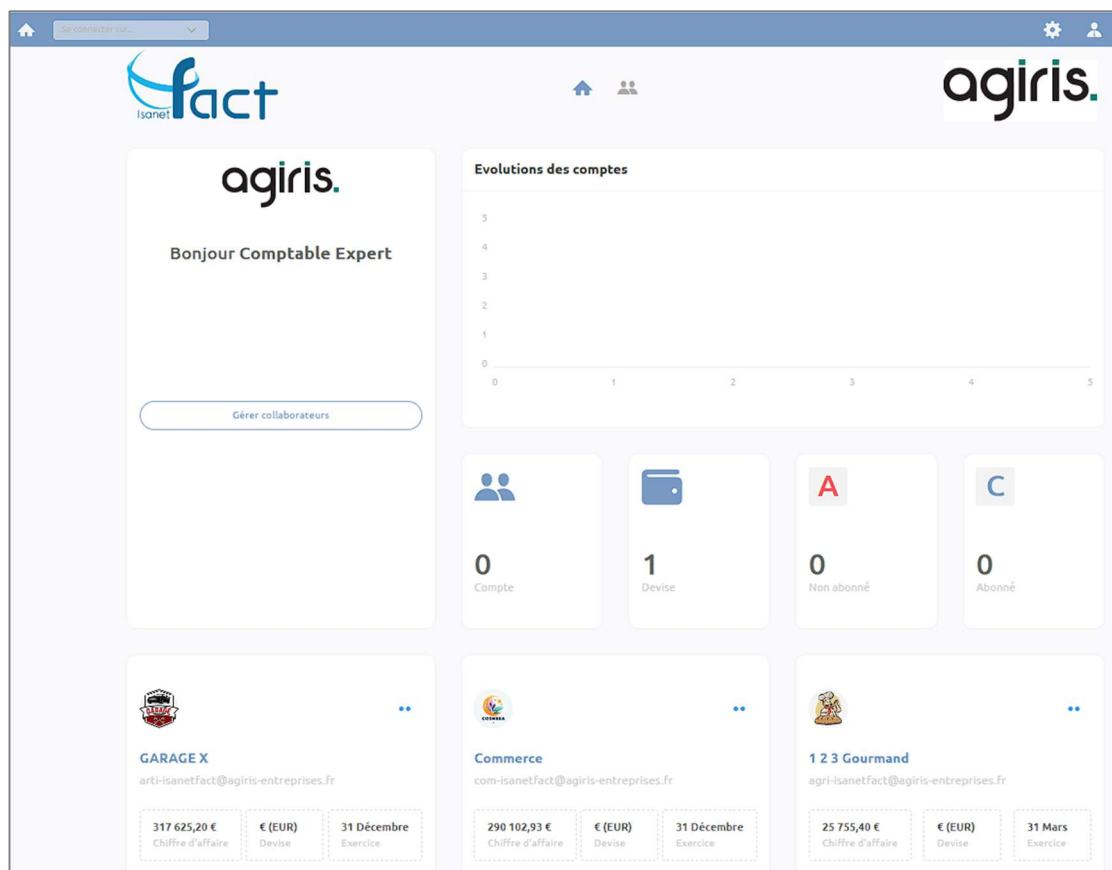 Se connecter sur...
Isanet fact
agiris.
agiris.
Bonjour Comptable Expert
Gérer collaborateurs
Evolutions des comptes
5
4
3
2
1
0
0 1 2 3 4 5
0
Compte
1
Devise
A
0
Non abonné
C
0
Abonné
GARAGE
GARAGE X
arti-isanetfact@agiris-entreprises.fr
317 625,20 € € (EUR) 31 Décembre
Chiffre d'affaire Devise Exercice
Commerce
com-isanetfact@agiris-entreprises.fr
290 102,93 € € (EUR) 31 Décembre
Chiffre d'affaire Devise Exercice
1 2 3 Gourmand
agri-isanetfact@agiris-entreprises.fr
25 755,40 € € (EUR) 31 Mars
Chiffre d'affaire Devise Exercice